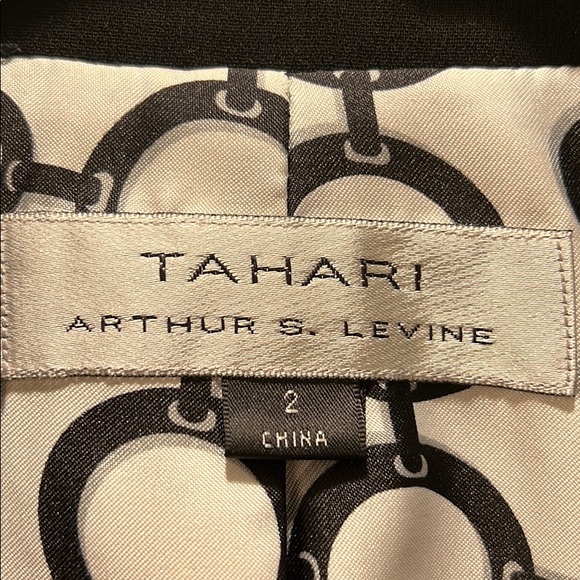 TAHARI
ARTHUR S. LEVINE
2
CHINA